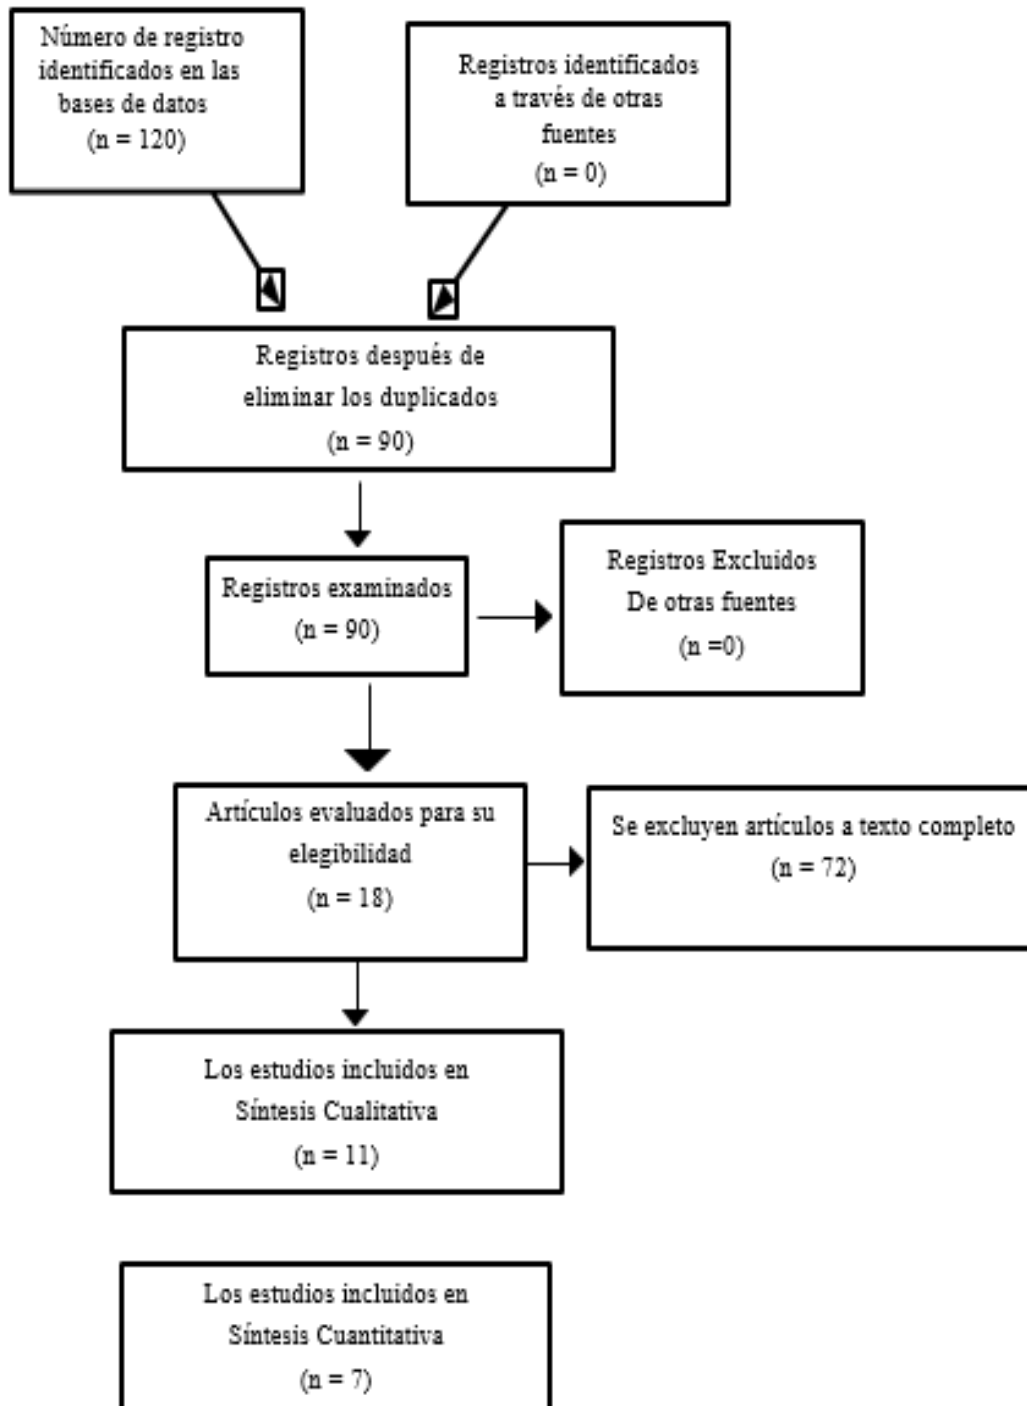 Número de registro
identificados en las
bases de datos
(n = 120)
Registros identificados
a través de otras
fuentes
(n = 0)
Registros después de
eliminar los duplicados
(n = 90)
Registros examinados
(n = 90)
Registros Excluidos
De otras fuentes
(n =0)
Artículos evaluados para su
elegibilidad
(n = 18)
Se excluyen artículos a texto completo
(n = 72)
Los estudios incluidos en
Síntesis Cualitativa
(n = 11)
Los estudios incluidos en
Síntesis Cuantitativa
(n = 7)